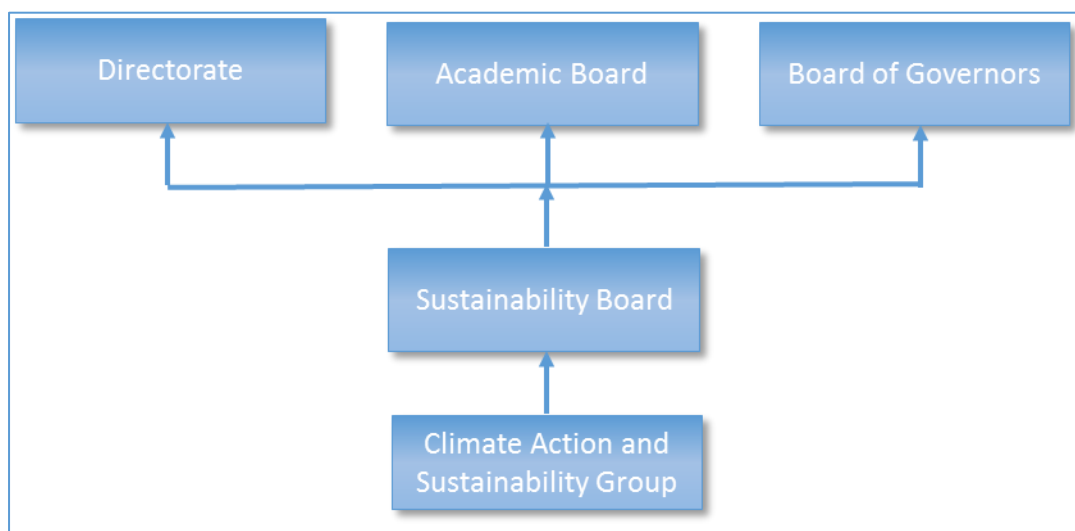 Directorate
Academic Board
Board of Governors
Sustainability Board
Climate Action and
Sustainability Group